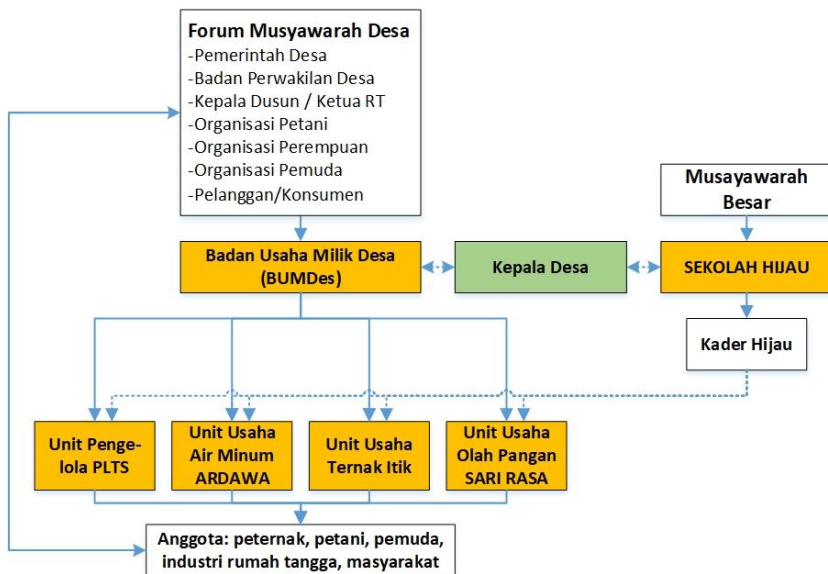 Forum Musyawarah Desa
-Pemerintah Desa
-Badan Perwakilan Desa
-Kepala Dusun / Ketua RT
-Organisasi Petani
-Organisasi Perempuan
-Organisasi Pemuda
-Pelanggan/Konsumen
Musayawarah
Besar
Badan Usaha Milik Desa
(BUMDes)
Kepala Desa
SEKOLAH HIJAU
Kader Hijau
Unit Penge-
lola PLTS
Unit Usaha
Air Minum
ARDAWA
Unit Usaha
Ternak Itik
Unit Usaha
Olah Pangan
SARI RASA
Anggota: peternak, petani, pemuda,
industri rumah tangga, masyarakat